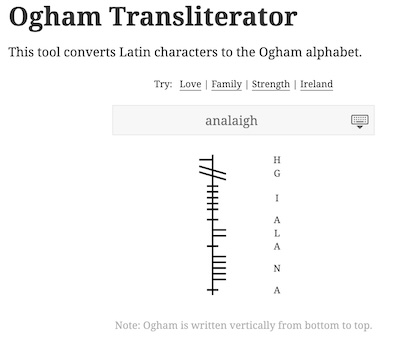 Ogham Transliterator
This tool converts Latin characters to the Ogham alphabet.
Try: Love | Family | Strength | Ireland
analaigh
ᚐᚅᚐᚂᚐᚔᚌᚆ
H
G
I
A
L
A
N
A
Note: Ogham is written vertically from bottom to top.